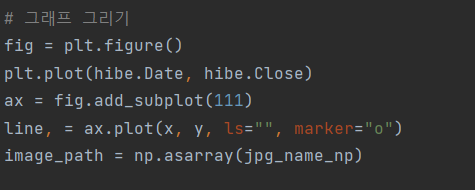 # 그래프 그리기
fig = plt.figure()
plt.plot(hibe.Date, hibe.Close)
ax = fig.add_subplot(111)
line, = ax.plot(x, y, ls="", marker="o")
image_path = np.asarray(jpg_name_np)